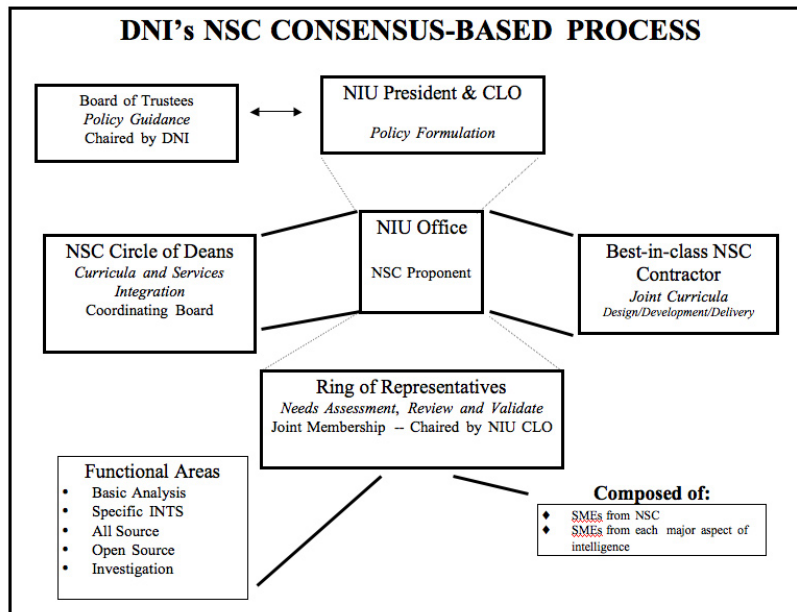 DNI's NSC CONSENSUS-BASED PROCESS
Board of Trustees
Policy Guidance
Chaired by DNI
NIU President & CLO
Policy Formulation
NSC Circle of Deans
Curricula and Services
Integration
Coordinating Board
NIU Office
NSC Proponent
Best-in-class NSC
Contractor
Joint Curricula
Design/Development/Delivery
Ring of Representatives
Needs Assessment, Review and Validate
Joint Membership -- Chaired by NIU CLO
Functional Areas
• Basic Analysis
• Specific INTS
• All Source
• Open Source
• Investigation
Composed of:
♦ SMEs from NSC
♦ SMEs from each major aspect of
intelligence